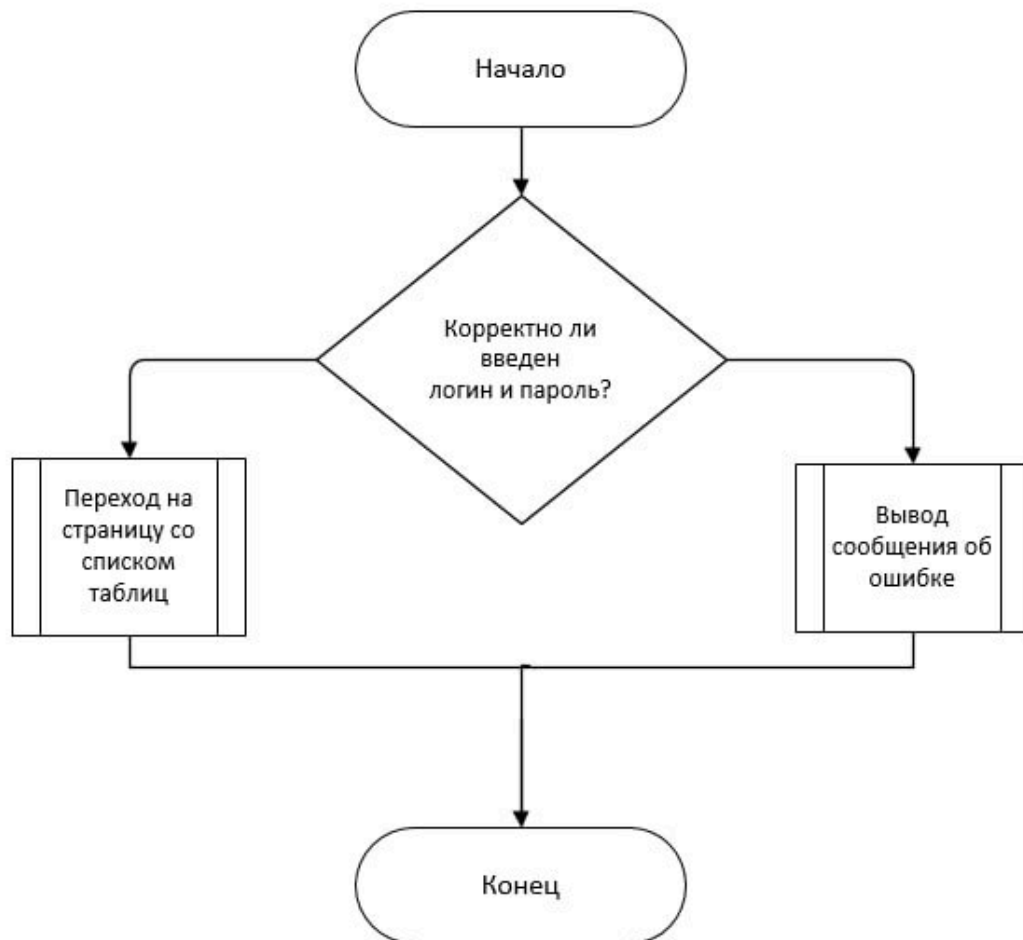 Начало
Корректно ли
введен
логин и пароль?
Переход на
страницу со
списком
таблиц
Вывод
сообщения об
ошибке
Конец